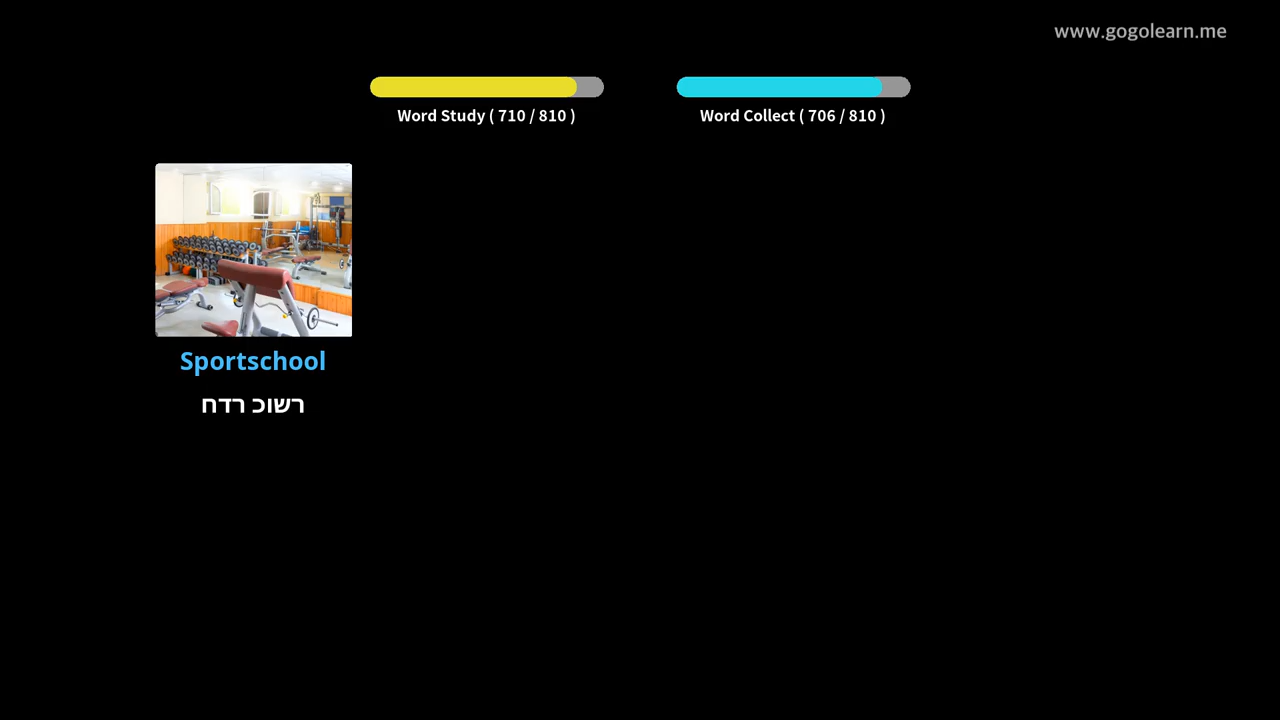 www.gogolearn.me
Word Study ( 710 / 810 )
Word Collect ( 706 / 810 )
Sportschool
רשוכ רדח